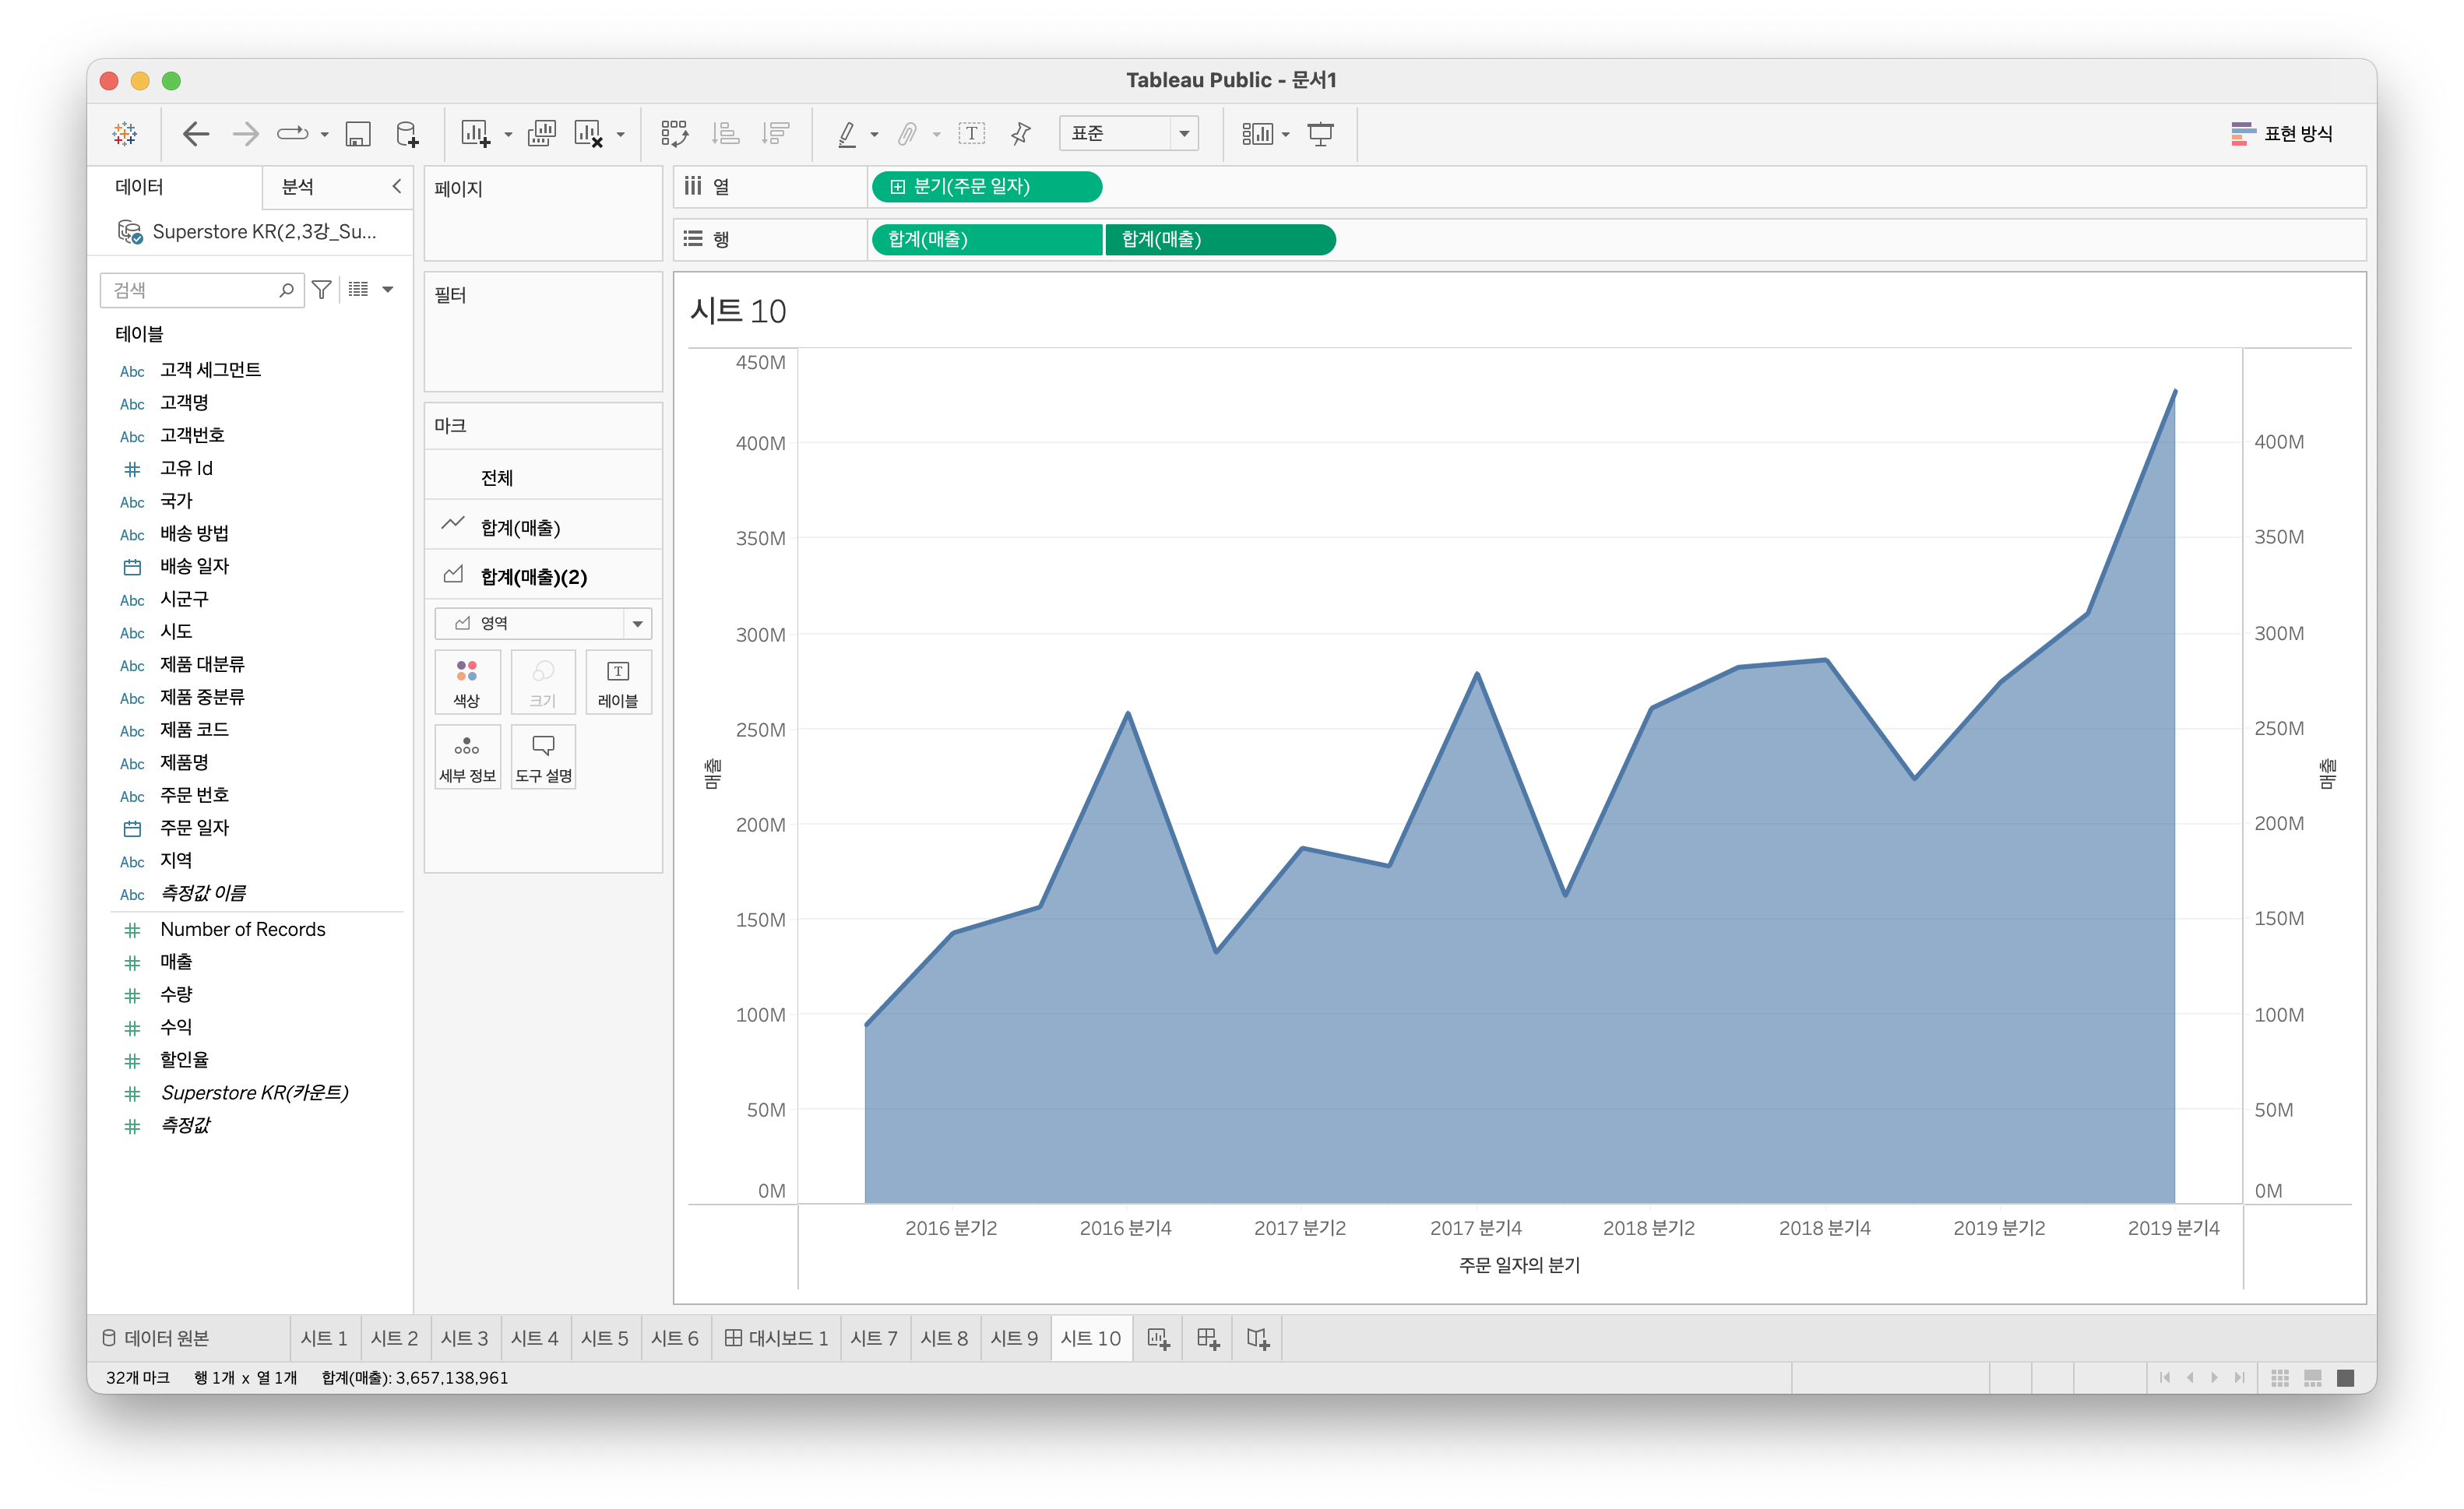 Tableau Public - 문서1
표준
표현 방식
데이터
분석
Superstore KR(2,3강_Su...
검색
테이블
Abc 고객 세그먼트
Abc 고객명
Abc 고객번호
고유 Id
Abc 국가
Abc 배송 방법
배송 일자
Abc 시군구
Abc 시도
Abc 제품 대분류
Abc 제품 중분류
Abc 제품 코드
Abc 제품명
Abc 주문 번호
주문 일자
Abc 지역
Abc 측정값 이름
Number of Records
매출
수량
수익
할인율
Superstore KR(카운트)
측정값
페이지
필터
마크
전체
합계(매출)
합계(매출)(2)
영역
색상
크기
T
레이블
세부 정보
도구 설명
열
분기(주문 일자)
행
합계(매출)
합계(매출)
시트 10
450M
400M
350M
300M
250M
200M
150M
100M
50M
0M
매출
400M
350M
300M
250M
200M
150M
100M
50M
0M
매출
2016 분기2
2016 분기4
2017 분기2
2017 분기4
2018 분기2
2018 분기4
2019 분기2
2019 분기4
주문 일자의 분기
데이터 원본
시트 1
시트 2
시트 3
시트 4
시트 5
시트 6
대시보드 1
시트 7
시트 8
시트 9
시트 10
32개 마크
행 1개 x 열 1개
합계(매출): 3,657,138,961